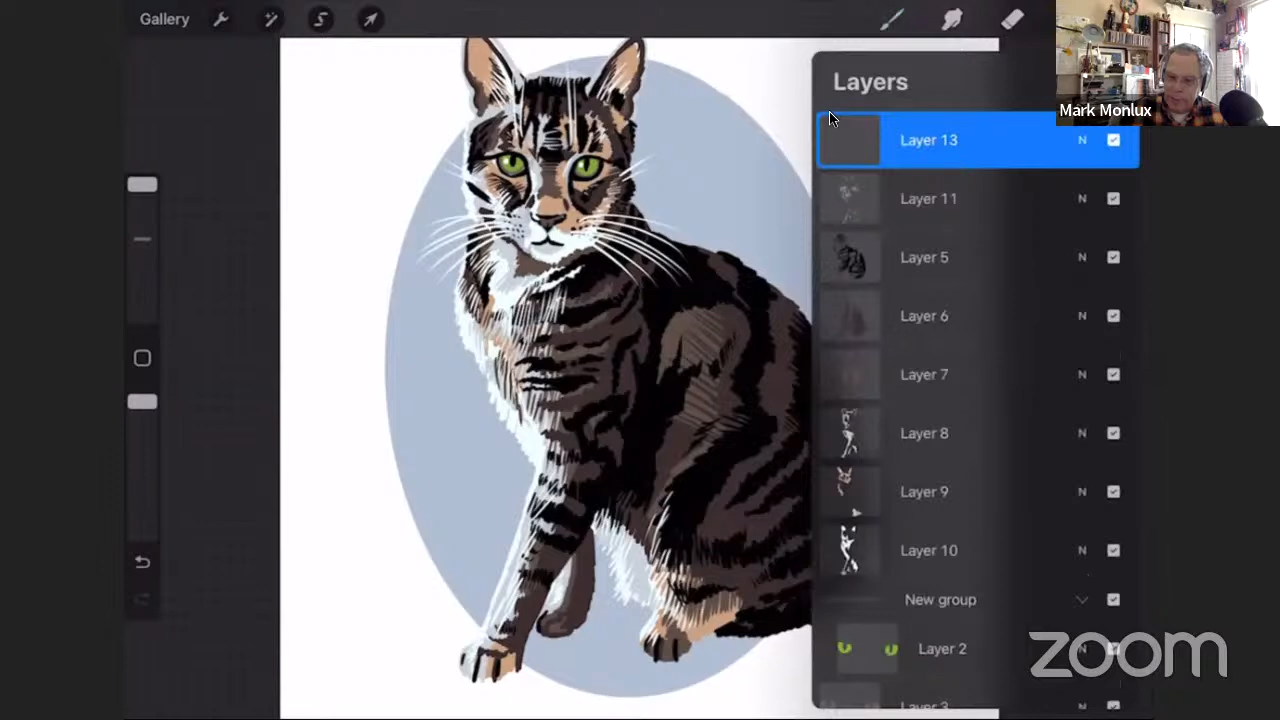 Gallery
Layers
Mark Monlux
Layer 13 N
Layer 11 N
Layer 5 N
Layer 6 N
Layer 7 N
Layer 8 N
Layer 9 N
Layer 10 N
New group
Layer 2 N
Layer 3 N
zoom